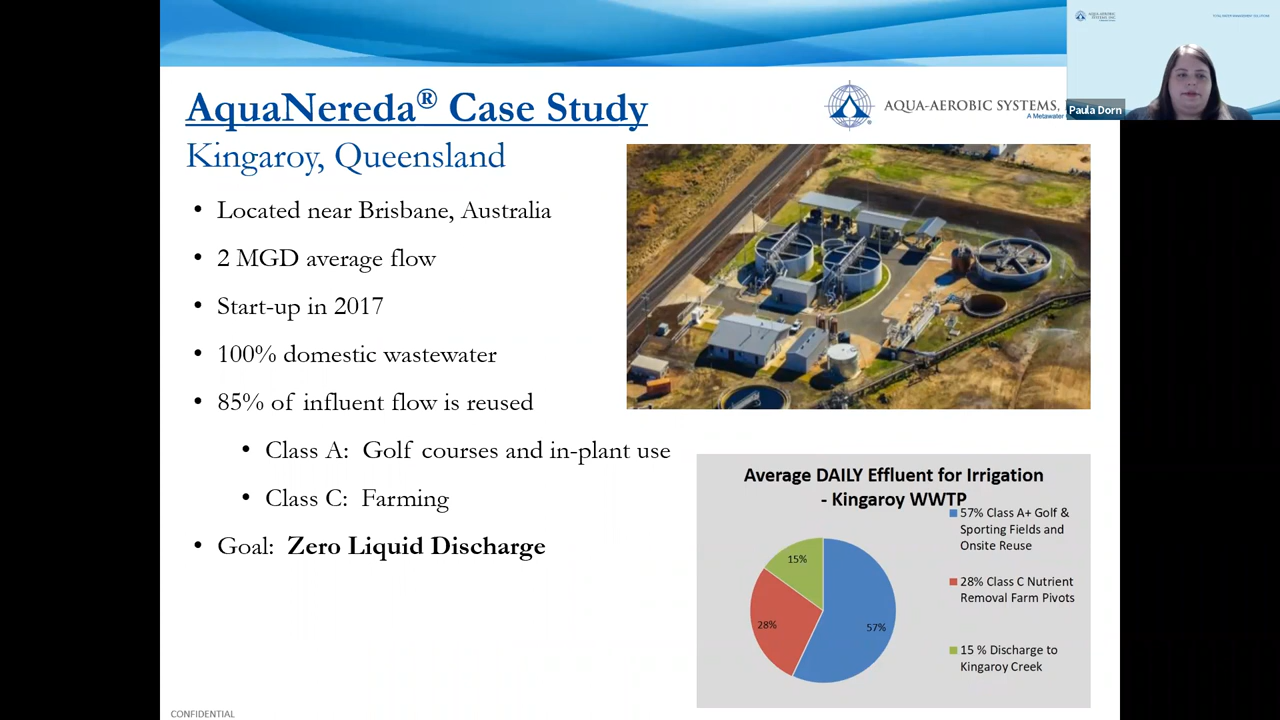 AquaNereda® Case Study
Kingaroy, Queensland
• Located near Brisbane, Australia
• 2 MGD average flow
• Start-up in 2017
• 100% domestic wastewater
• 85% of influent flow is reused
• Class A: Golf courses and in-plant use
• Class C: Farming
• Goal: Zero Liquid Discharge
CONFIDENTIAL
AQUA-AEROBIC SYSTEMS,
A Metawater
Paula Dorn
Average DAILY Effluent for Irrigation
- Kingaroy WWTP
57% Class A+ Golf &
Sporting Fields and
Onsite Reuse
28% Class C Nutrient
Removal Farm Pivots
15 % Discharge to
Kingaroy Creek
15%
28%
57%